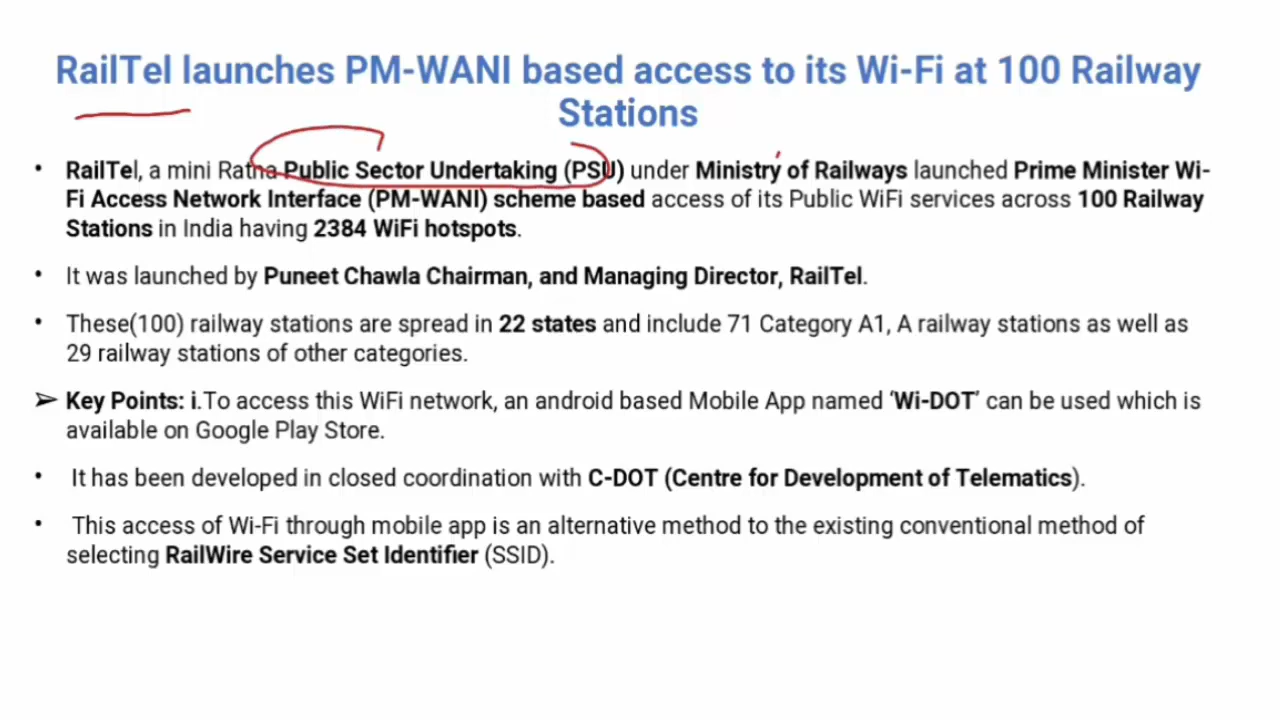 RailTel launches PM-WANI based access to its Wi-Fi at 100 Railway
Stations
• RailTel, a mini Ratna Public Sector Undertaking (PSU) under Ministry of Railways launched Prime Minister Wi-
Fi Access Network Interface (PM-WANI) scheme based access of its Public WiFi services across 100 Railway
Stations in India having 2384 WiFi hotspots.
• It was launched by Puneet Chawla Chairman, and Managing Director, RailTel.
• These(100) railway stations are spread in 22 states and include 71 Category A1, A railway stations as well as
29 railway stations of other categories.
➢ Key Points: i.To access this WiFi network, an android based Mobile App named ‘Wi-DOT’ can be used which is
available on Google Play Store.
• It has been developed in closed coordination with C-DOT (Centre for Development of Telematics).
• This access of Wi-Fi through mobile app is an alternative method to the existing conventional method of
selecting RailWire Service Set Identifier (SSID).